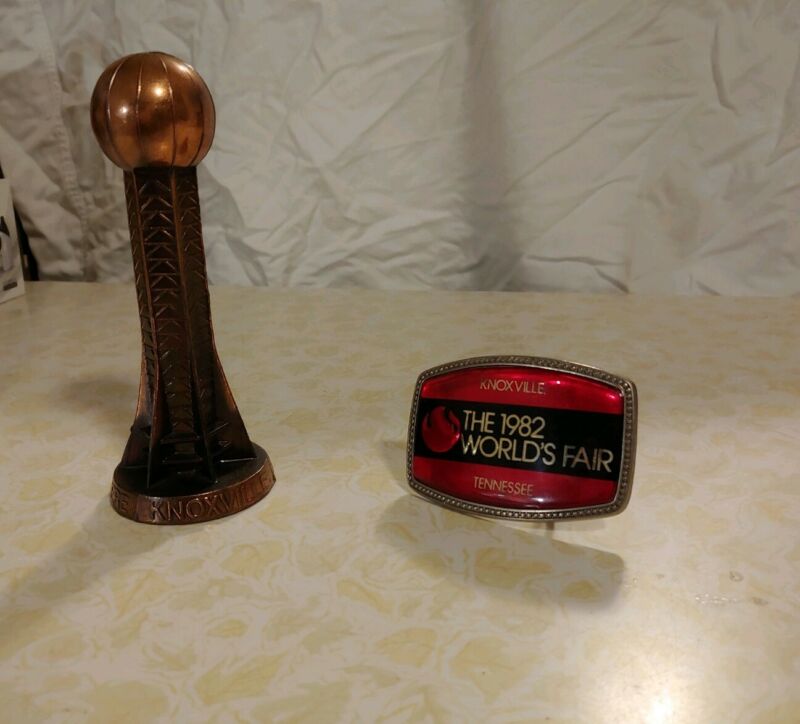 KNOXVILLE
KNOXVILLE
THE 1982
WORLD'S FAIR
TENNESSEE